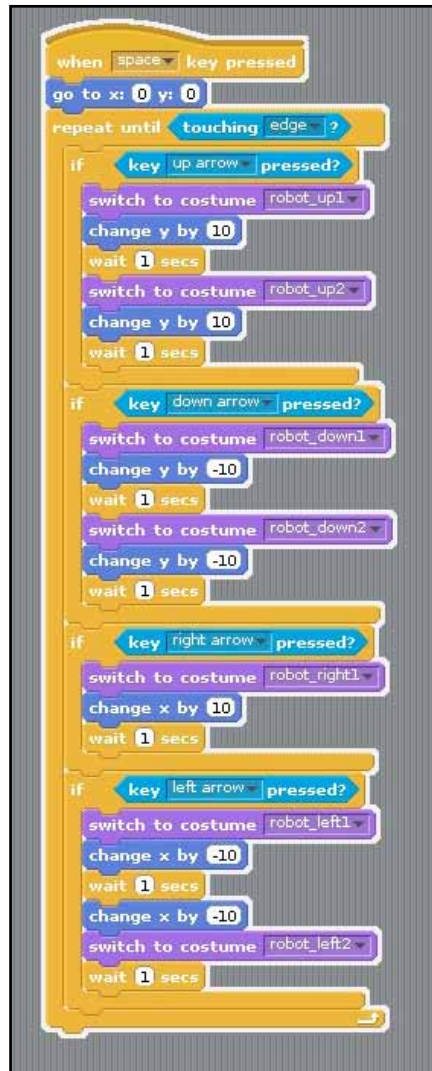 when space key pressed
go to x: 0 y: 0
repeat until touching edge ?
if key up arrow pressed?
switch to costume robot_up1
change y by 10
wait 1 secs
switch to costume robot_up2
change y by 10
wait 1 secs
if key down arrow pressed?
switch to costume robot_down1
change y by -10
wait 1 secs
switch to costume robot_down2
change y by -10
wait 1 secs
if key right arrow pressed?
switch to costume robot_right1
change x by 10
wait 1 secs
if key left arrow pressed?
switch to costume robot_left1
change x by -10
wait 1 secs
change x by -10
switch to costume robot_left2
wait 1 secs